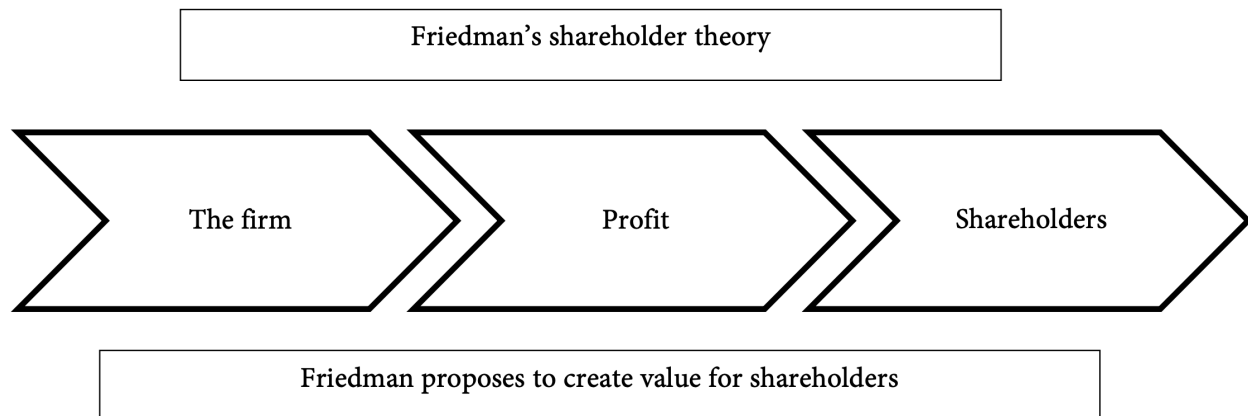 Friedman’s shareholder theory
The firm
Profit
Shareholders
Friedman proposes to create value for shareholders